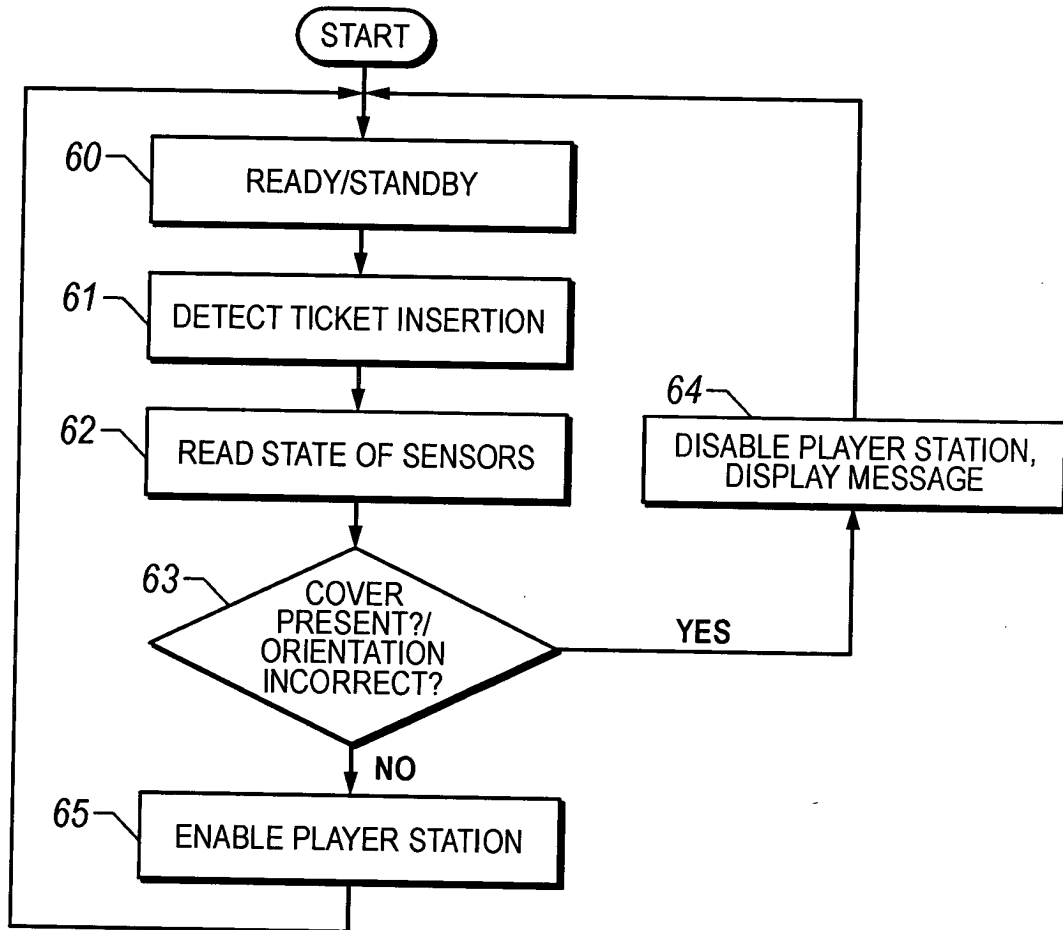 START
60
READY/STANDBY
61
DETECT TICKET INSERTION
62
READ STATE OF SENSORS
64
DISABLE PLAYER STATION,
DISPLAY MESSAGE
63
COVER
PRESENT?/
ORIENTATION
INCORRECT?
YES
NO
65
ENABLE PLAYER STATION